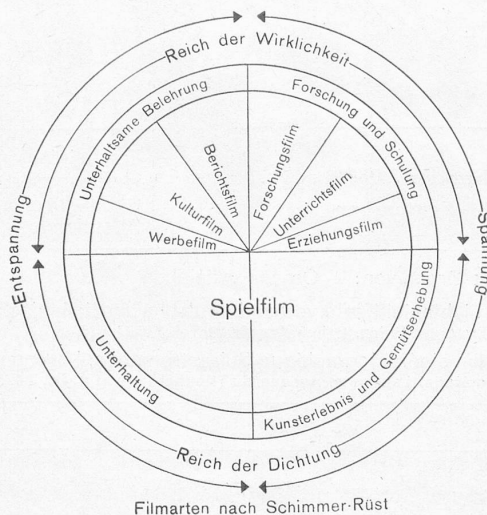 Reich der Wirklichkeit
Unterhaltsame Belehrung
Forschung und Schulung
Entspannung
Spannung
Werbefilm
Kulturfilm
Berichtsfilm
Forschungsfilm
Unterrichtsfilm
Erziehungsfilm
Spielfilm
Unterhaltung
Kunsterlebnis und Gemütserhebung
Reich der Dichtung
Filmarten nach Schimmer-Rüst